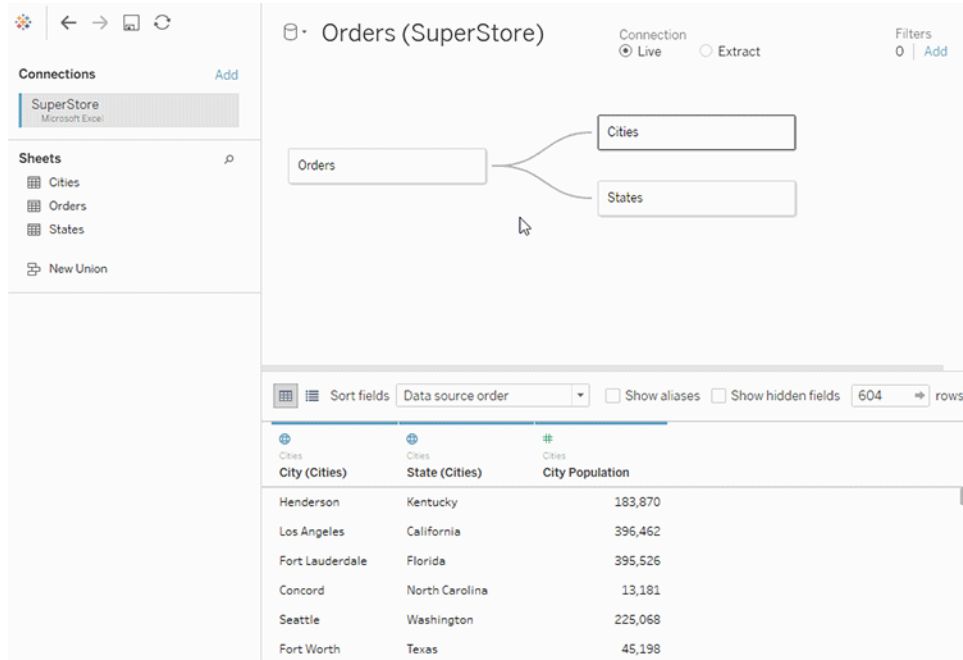 Orders (SuperStore)
Connection
Live
Extract
Filters
0 | Add
Connections
Add
SuperStore
Microsoft Excel
Sheets
Cities
Orders
States
New Union
Orders
Cities
States
Sort fields
Data source order
Show aliases
Show hidden fields
604
rows
Cities Cities Cities
City (Cities) State (Cities) City Population
Henderson Kentucky 183,870
Los Angeles California 396,462
Fort Lauderdale Florida 395,526
Concord North Carolina 13,181
Seattle Washington 225,068
Fort Worth Texas 45,198